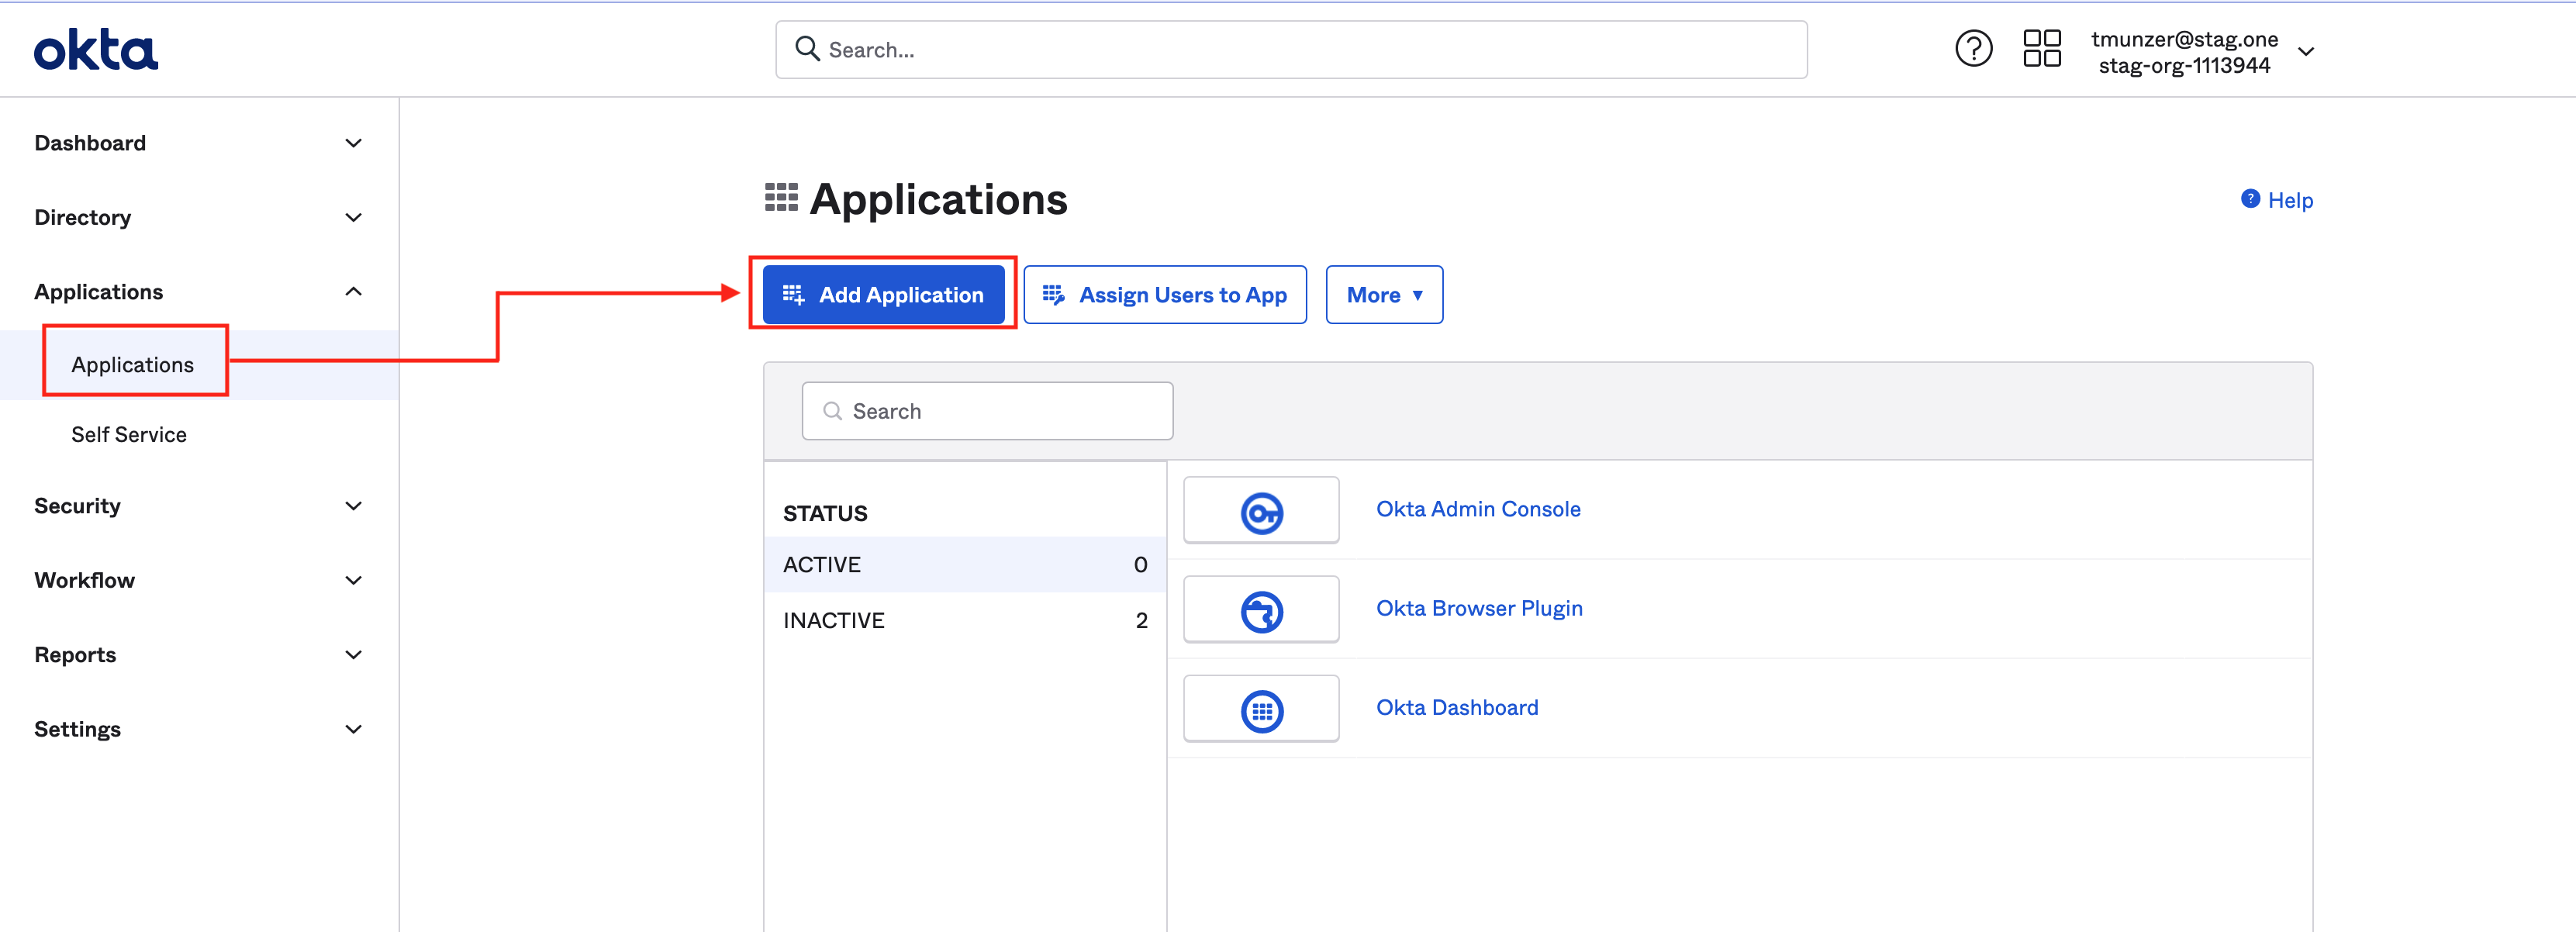 okta
Search...
tmunzer@stag.one
stag-org-1113944
Dashboard
Directory
Applications
Applications
Self Service
Security
Workflow
Reports
Settings
Applications
? Help
Add Application
Assign Users to App
More ▼
Search
STATUS
ACTIVE 0
INACTIVE 2
Okta Admin Console
Okta Browser Plugin
Okta Dashboard